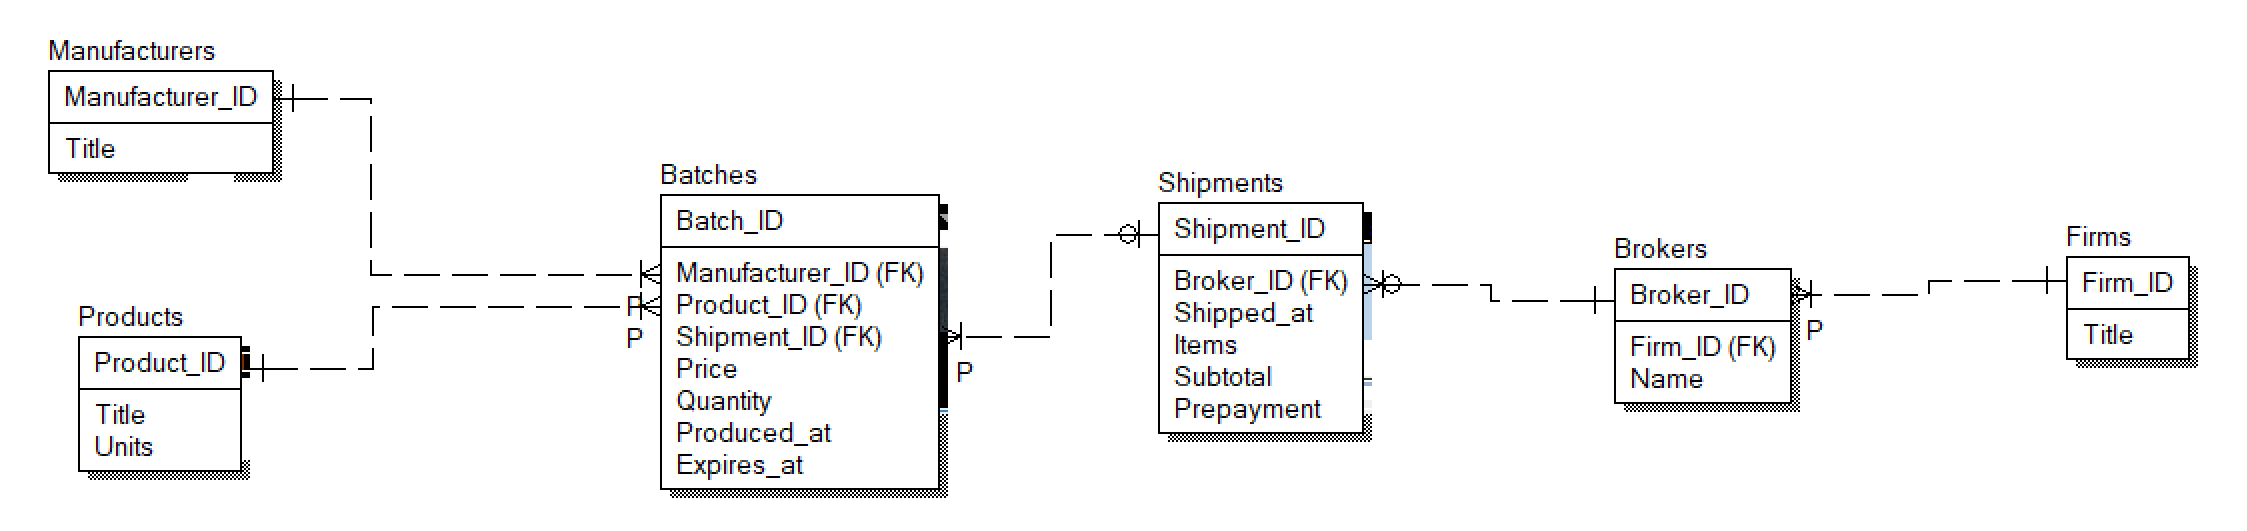 Manufacturers
Manufacturer_ID
Title
Products
Product_ID
Title
Units
Batches
Batch_ID
Manufacturer_ID (FK)
Product_ID (FK)
Shipment_ID (FK)
Price
Quantity
Produced_at
Expires_at
P
P
P
Shipments
Shipment_ID
Broker_ID (FK)
Shipped_at
Items
Subtotal
Prepayment
Brokers
Broker_ID
Firm_ID (FK)
Name
P
Firms
Firm_ID
Title